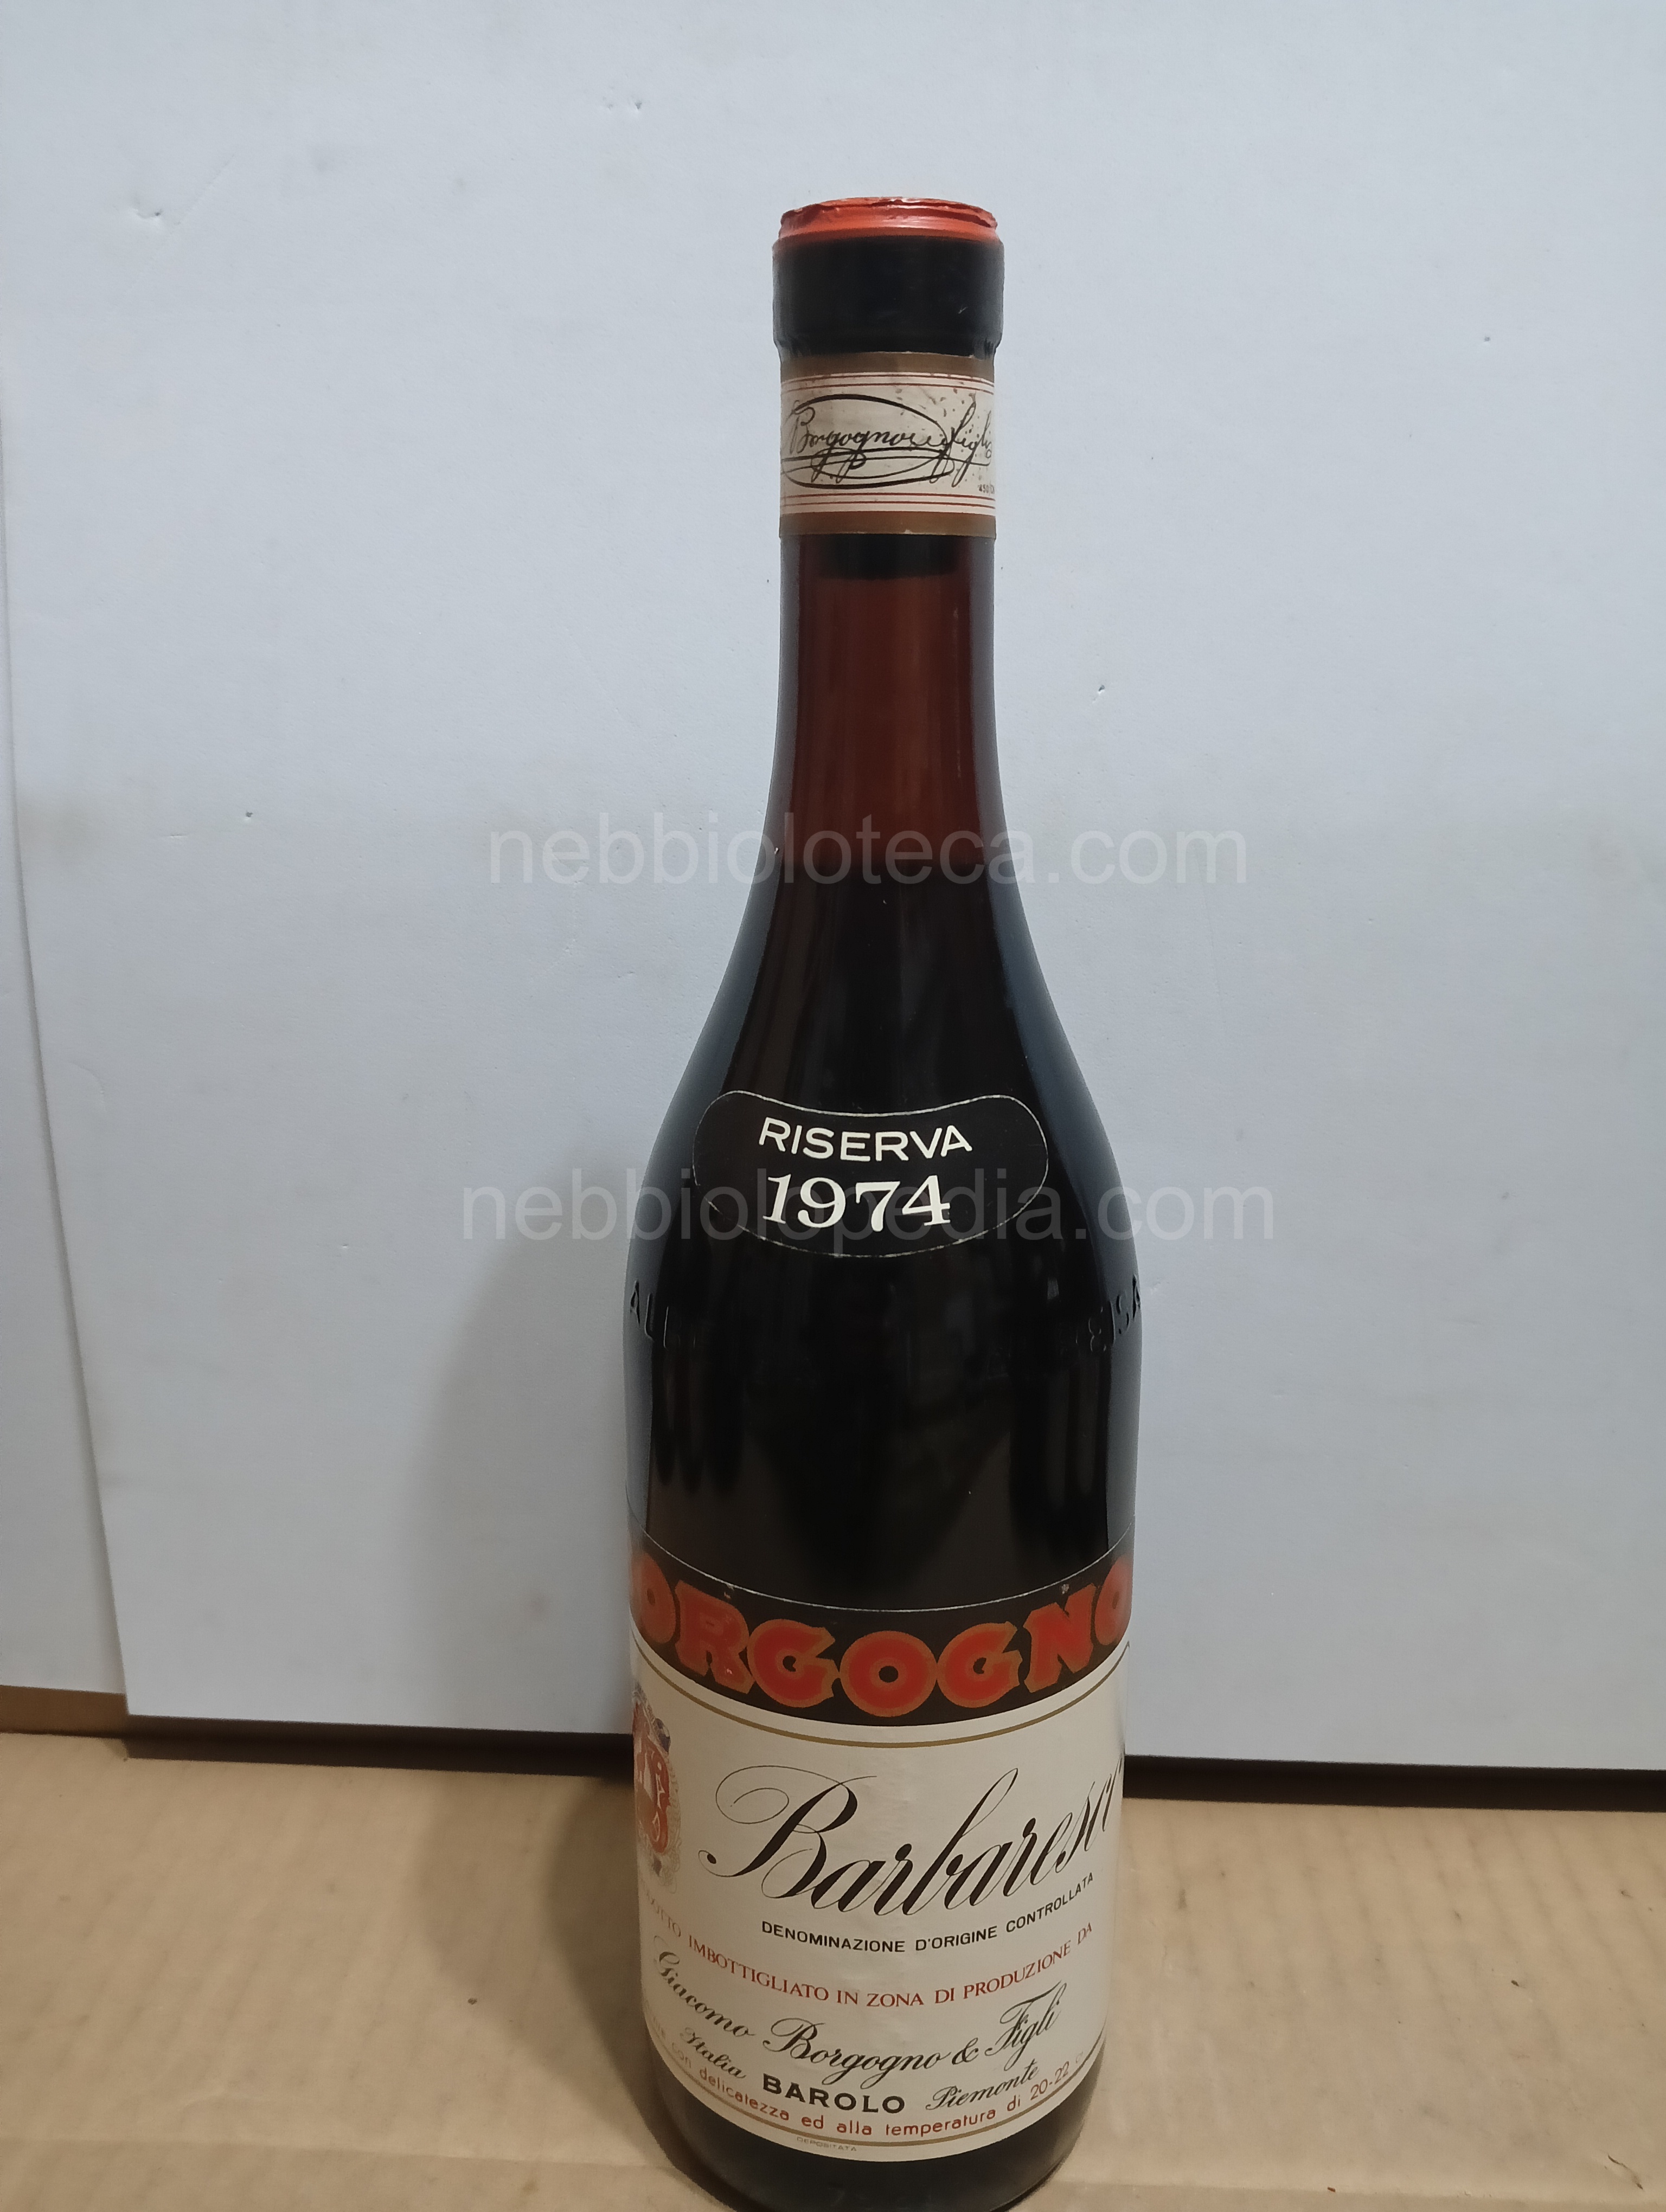 Borgogno e figli
nebbioloteca.com
RISERVA
1974
nebbiolopedia.com
ORGOGNO
Barbaresco
DENOMINAZIONE D'ORIGINE CONTROLLATA
IMBOTTIGLIATO IN ZONA DI PRODUZIONE DA
Giacomo Borgogno & Figli
Italia BAROLO Piemonte
con delicatezza ed alla temperatura di 20-22
DEPOSITATA